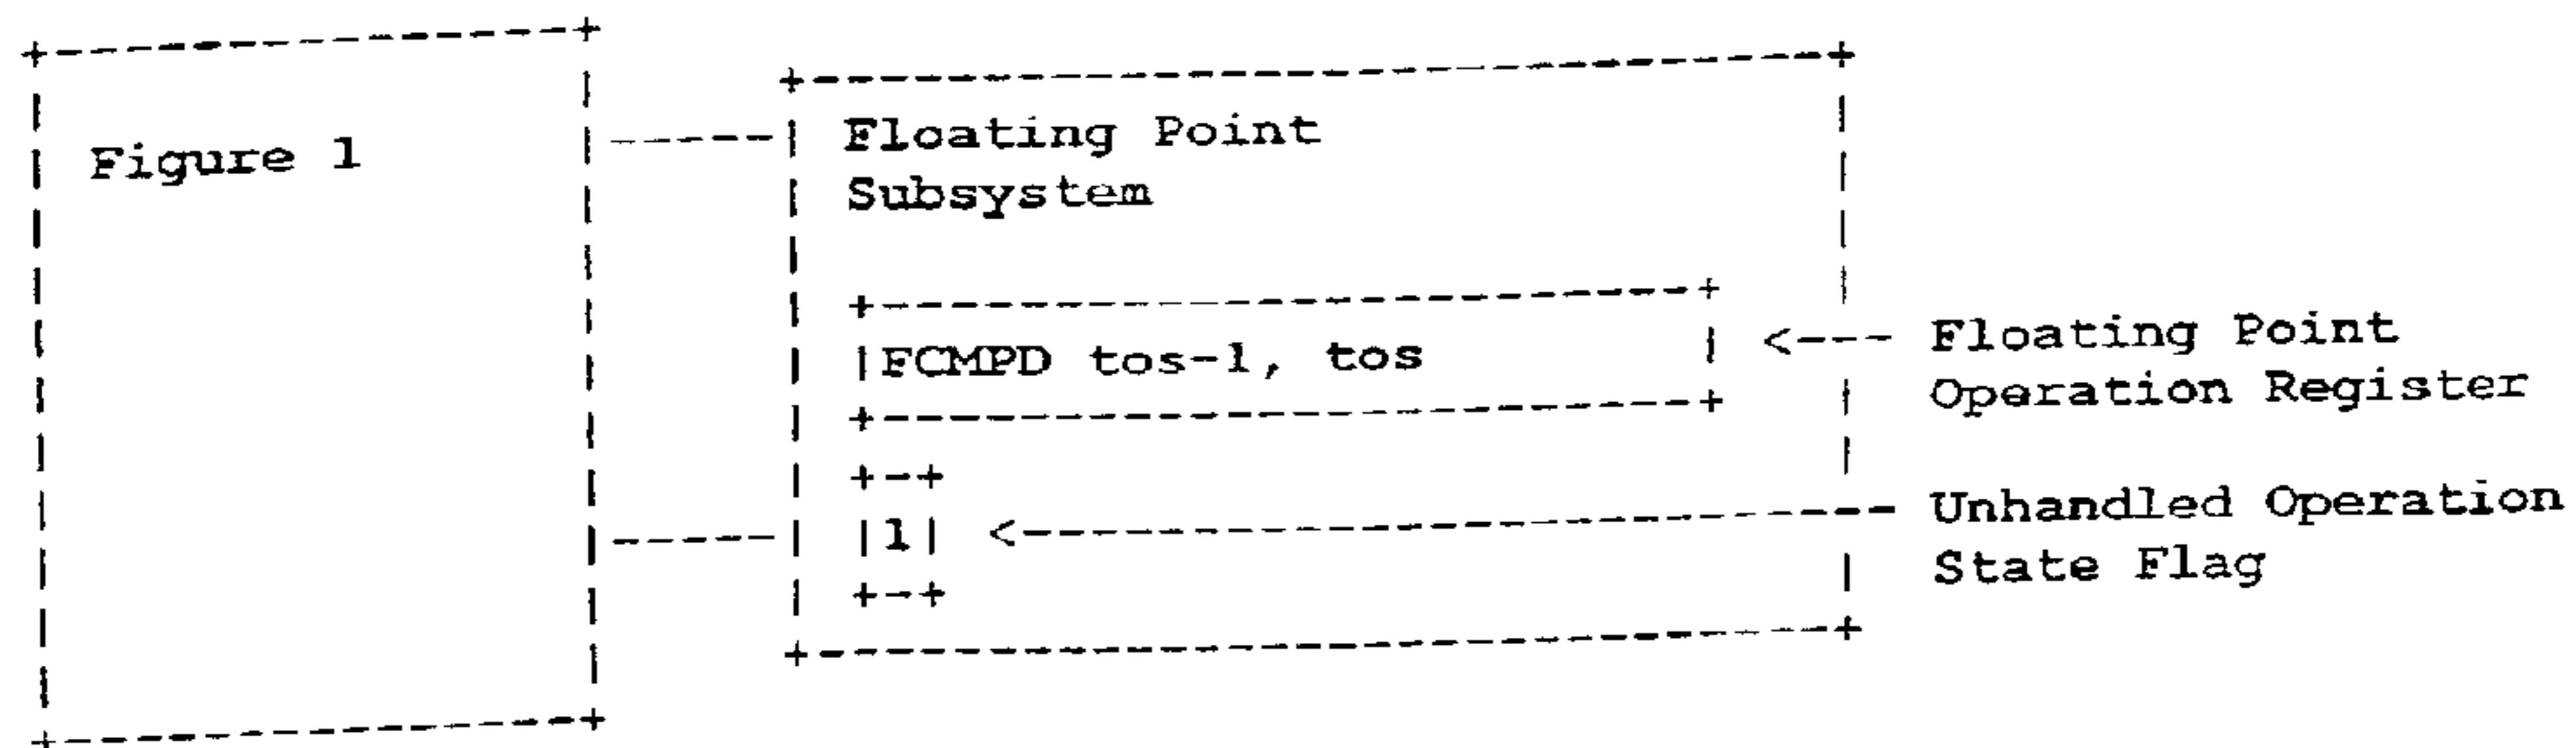 Figure 1
Floating Point
Subsystem
FCMPD tos-1, tos
Floating Point
Operation Register
1
Unhandled Operation
State Flag